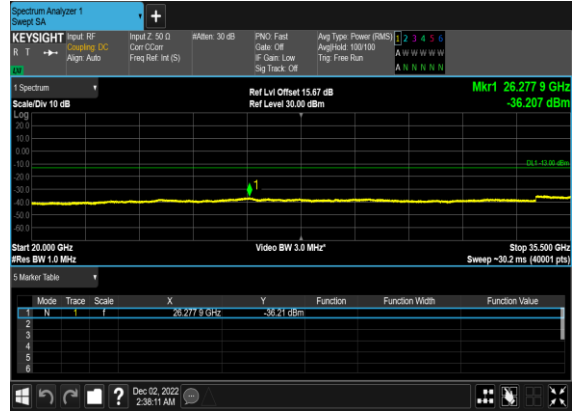 Spectrum Analyzer 1
Swept SA
+
KEYSIGHT Input: RF Input Z: 50 Ω #Atten: 30 dB PNO: Fast Avg Type: Power (RMS) 1 2 3 4 5 6
R T Coupling: DC Corr CCorr Gate: Off Avg|Hold: 100/100 A W W W W W
Align: Auto Freq Ref: Int (S) IF Gain: Low Trig: Free Run
LW Sig Track: Off A N N N N N
1 Spectrum Ref Lvl Offset 15.67 dB Mkr1 26.277 9 GHz
Scale/Div 10 dB Ref Level 30.00 dBm -36.207 dBm
Log
20.0
10.0
0.00
-10.0 DL1 -13.00 dBm
-20.0
-30.0 1
-40.0
-50.0
-60.0
Start 20.000 GHz Video BW 3.0 MHz* Stop 35.500 GHz
#Res BW 1.0 MHz Sweep ~30.2 ms (40001 pts)
5 Marker Table
Mode Trace Scale X Y Function Function Width Function Value
1 N 1 f 26.277 9 GHz -36.21 dBm
2
3
4
5
6
? Dec 02, 2022
2:38:11 AM